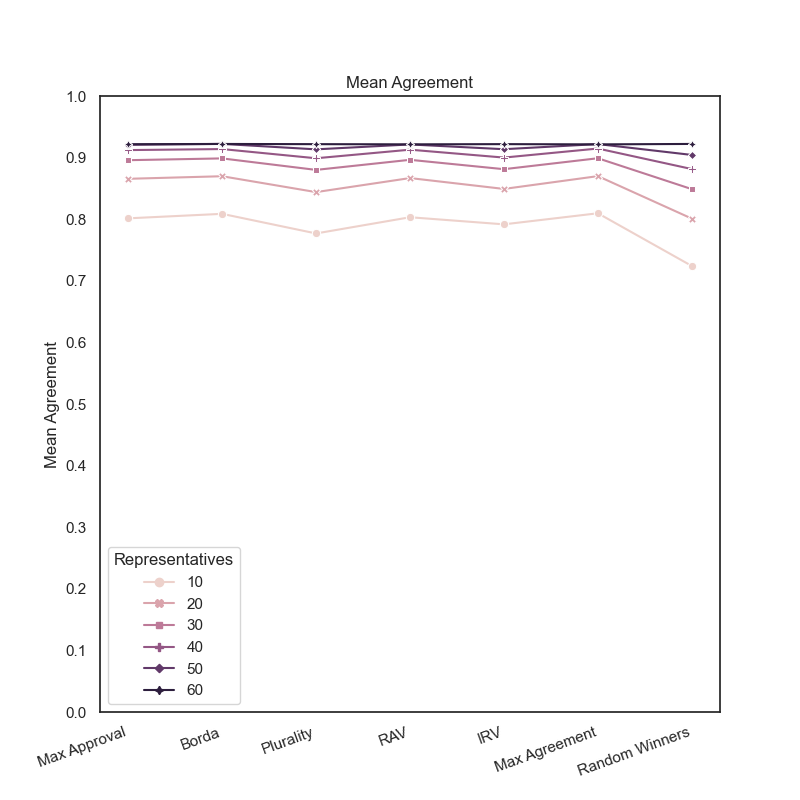 Mean Agreement
1.0
0.9
0.8
0.7
0.6
0.5
0.4
0.3
0.2
0.1
0.0
Mean Agreement
Representatives
10
20
30
40
50
60
Max Approval
Borda
Plurality
RAV
IRV
Max Agreement
Random Winners